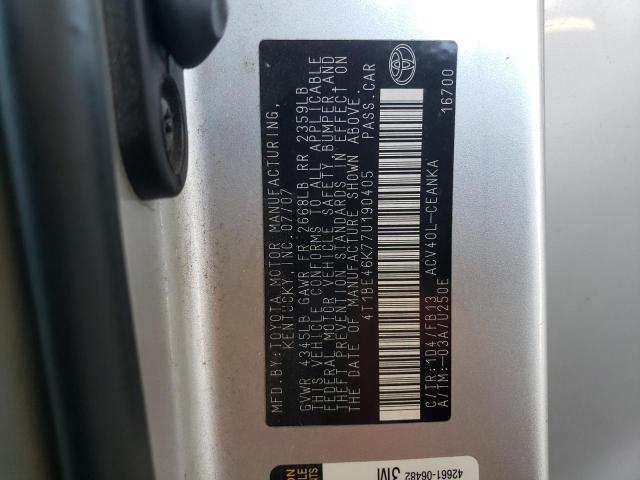 MFD.BY:TOYOTA MOTOR MANUFACTURING,
KENTUCKY, INC.07/07
GVWR 4345LB GAWR FR 2668LB RR 2359LB
THIS VEHICLE CONFORMS TO ALL APPLICABLE
FEDERAL MOTOR VEHICLE SAFETY, BUMPER, AND
THEFT PREVENTION STANDARDS IN EFFECT ON
THE DATE OF MANUFACTURE SHOWN ABOVE.
4T1BE46K77U190405 PASS.CAR
C/TR:1D4/FB13 ACV40L-CEANKA
A/TM:-03A/U250E 16700
42661-06482
3M